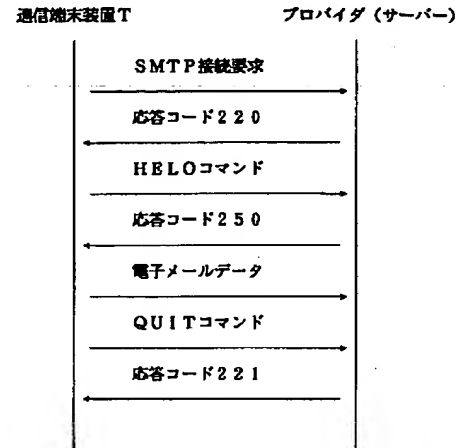 通信端末装置T プロバイダ（サーバー）
SMTP接続要求
応答コード220
HELOコマンド
応答コード250
電子メールデータ
QUITコマンド
応答コード221